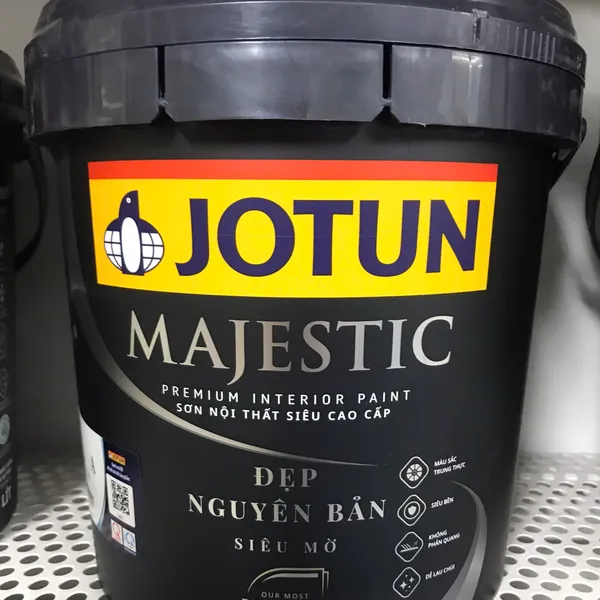 JOTUN
MAJESTIC
PREMIUM INTERIOR PAINT
SƠN NỘI THẤT SIÊU CAO CẤP
ĐẸP
NGUYÊN BẢN
SIÊU MỜ
MÀU SẮC
TRUNG THỰC
SIÊU BỀN
KHÔNG
PHẢN QUANG
DỄ LAU CHÙI
JOTUN
OUR MOST